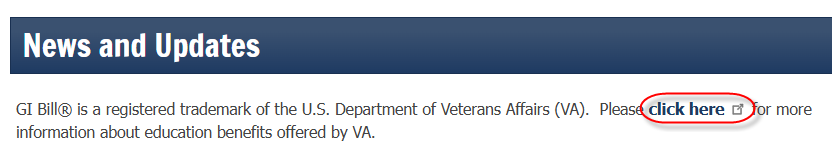 News and Updates
GI Bill® is a registered trademark of the U.S. Department of Veterans Affairs (VA).  Please click here for more
information about education benefits offered by VA.